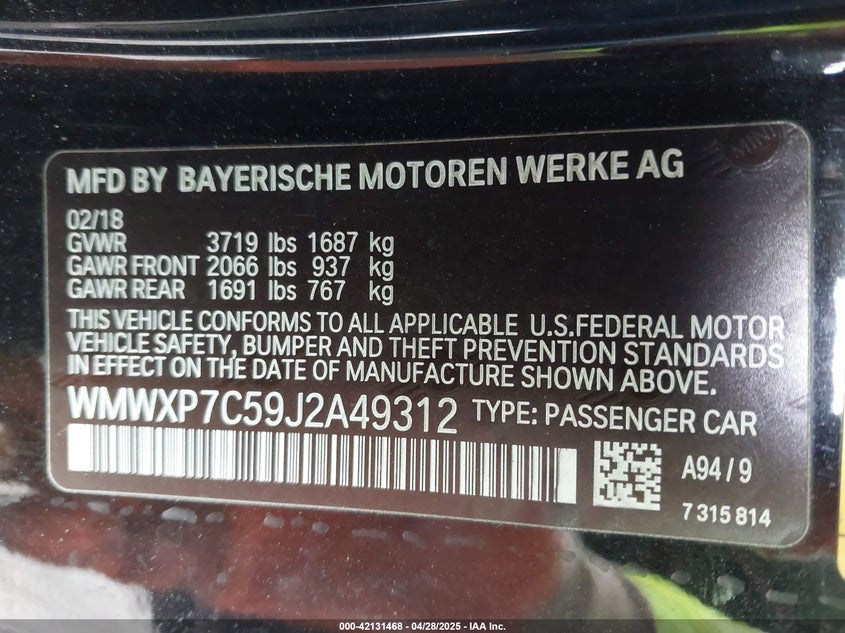 MINI
MFD BY BAYERISCHE MOTOREN WERKE AG
02/18
GVWR 3719 lbs 1687 kg
GAWR FRONT 2066 lbs 937 kg
GAWR REAR 1691 lbs 767 kg
THIS VEHICLE CONFORMS TO ALL APPLICABLE U.S.FEDERAL MOTOR
VEHICLE SAFETY, BUMPER AND THEFT PREVENTION STANDARDS
IN EFFECT ON THE DATE OF MANUFACTURE SHOWN ABOVE.
WMWXP7C59J2A49312 TYPE: PASSENGER CAR
A94 / 9
7 315 814
000-42131468 - 04/28/2025 - IAA Inc.